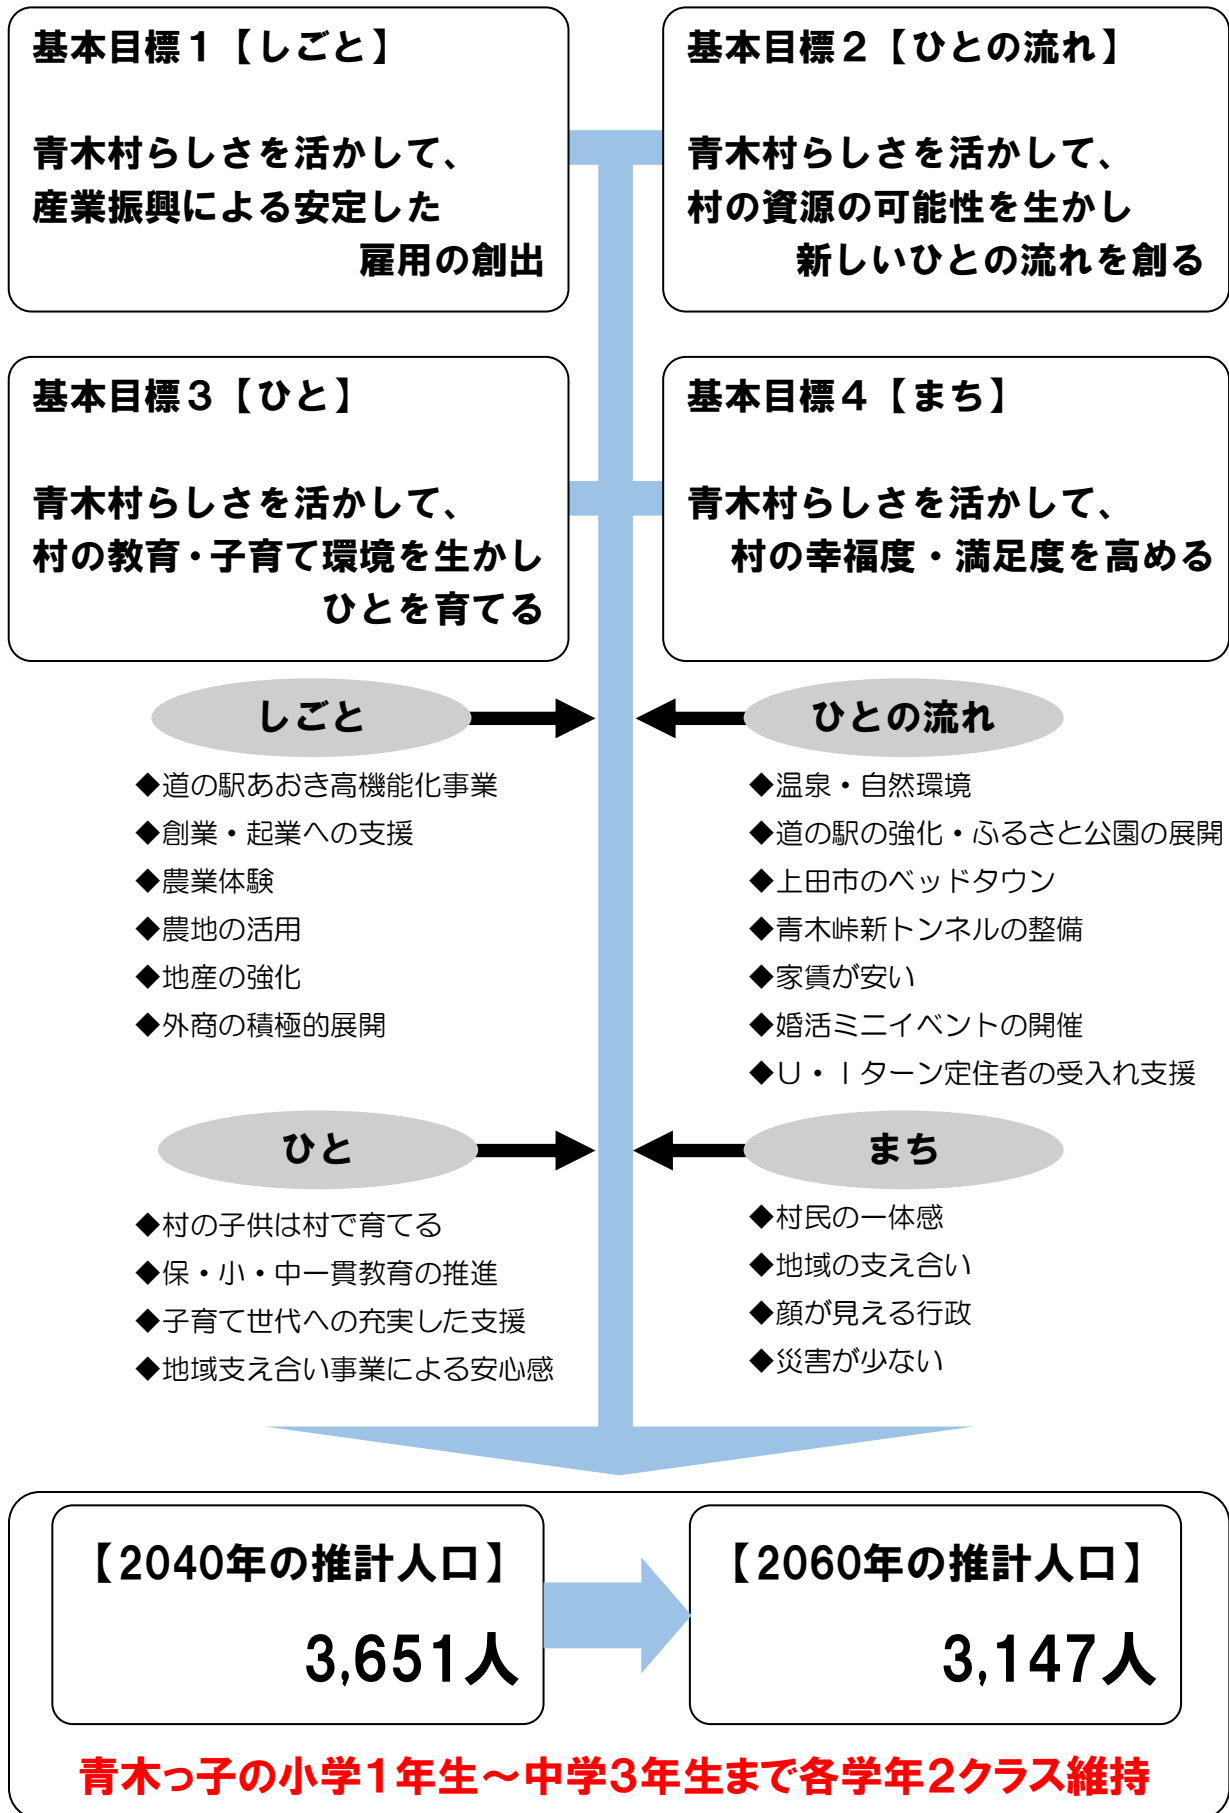 基本目標１【しごと】
青木村らしさを活かして、
産業振興による安定した
雇用の創出
基本目標２【ひとの流れ】
青木村らしさを活かして、
村の資源の可能性を生かし
新しいひとの流れを創る
基本目標３【ひと】
青木村らしさを活かして、
村の教育・子育て環境を生かし
ひとを育てる
基本目標４【まち】
青木村らしさを活かして、
村の幸福度・満足度を高める
しごと
◆道の駅あおき高機能化事業
◆創業・起業への支援
◆農業体験
◆農地の活用
◆地産の強化
◆外商の積極的展開
ひとの流れ
◆温泉・自然環境
◆道の駅の強化・ふるさと公園の展開
◆上田市のベッドタウン
◆青木峠新トンネルの整備
◆家賃が安い
◆婚活ミニイベントの開催
◆Ｕ・Ｉターン定住者の受入れ支援
ひと
◆村の子供は村で育てる
◆保・小・中一貫教育の推進
◆子育て世代への充実した支援
◆地域支え合い事業による安心感
まち
◆村民の一体感
◆地域の支え合い
◆顔が見える行政
◆災害が少ない
【2040年の推計人口】
3,651人
【2060年の推計人口】
3,147人
青木っ子の小学１年生～中学３年生まで各学年２クラス維持